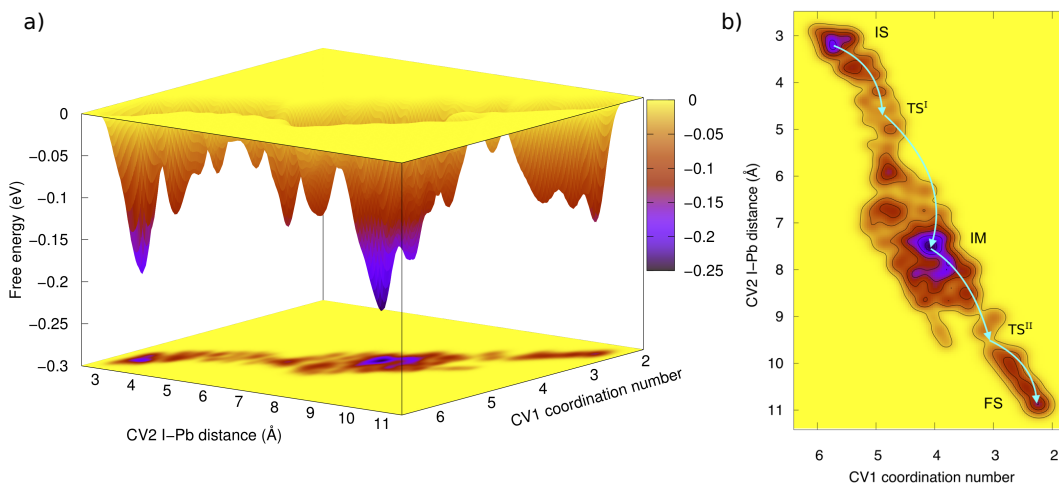 a)
Free energy (eV)
0
−0.05
−0.1
−0.15
−0.2
−0.25
−0.3
3
4
5
6
7
8
9
10
11
CV2 I−Pb distance (Å)
6
5
4
3
2
CV1 coordination number
0
−0.05
−0.1
−0.15
−0.2
−0.25
b)
CV2 I−Pb distance (Å)
3
4
5
6
7
8
9
10
11
IS
TSᴵ
IM
TSᴵᴵ
FS
6 5 4 3 2
CV1 coordination number